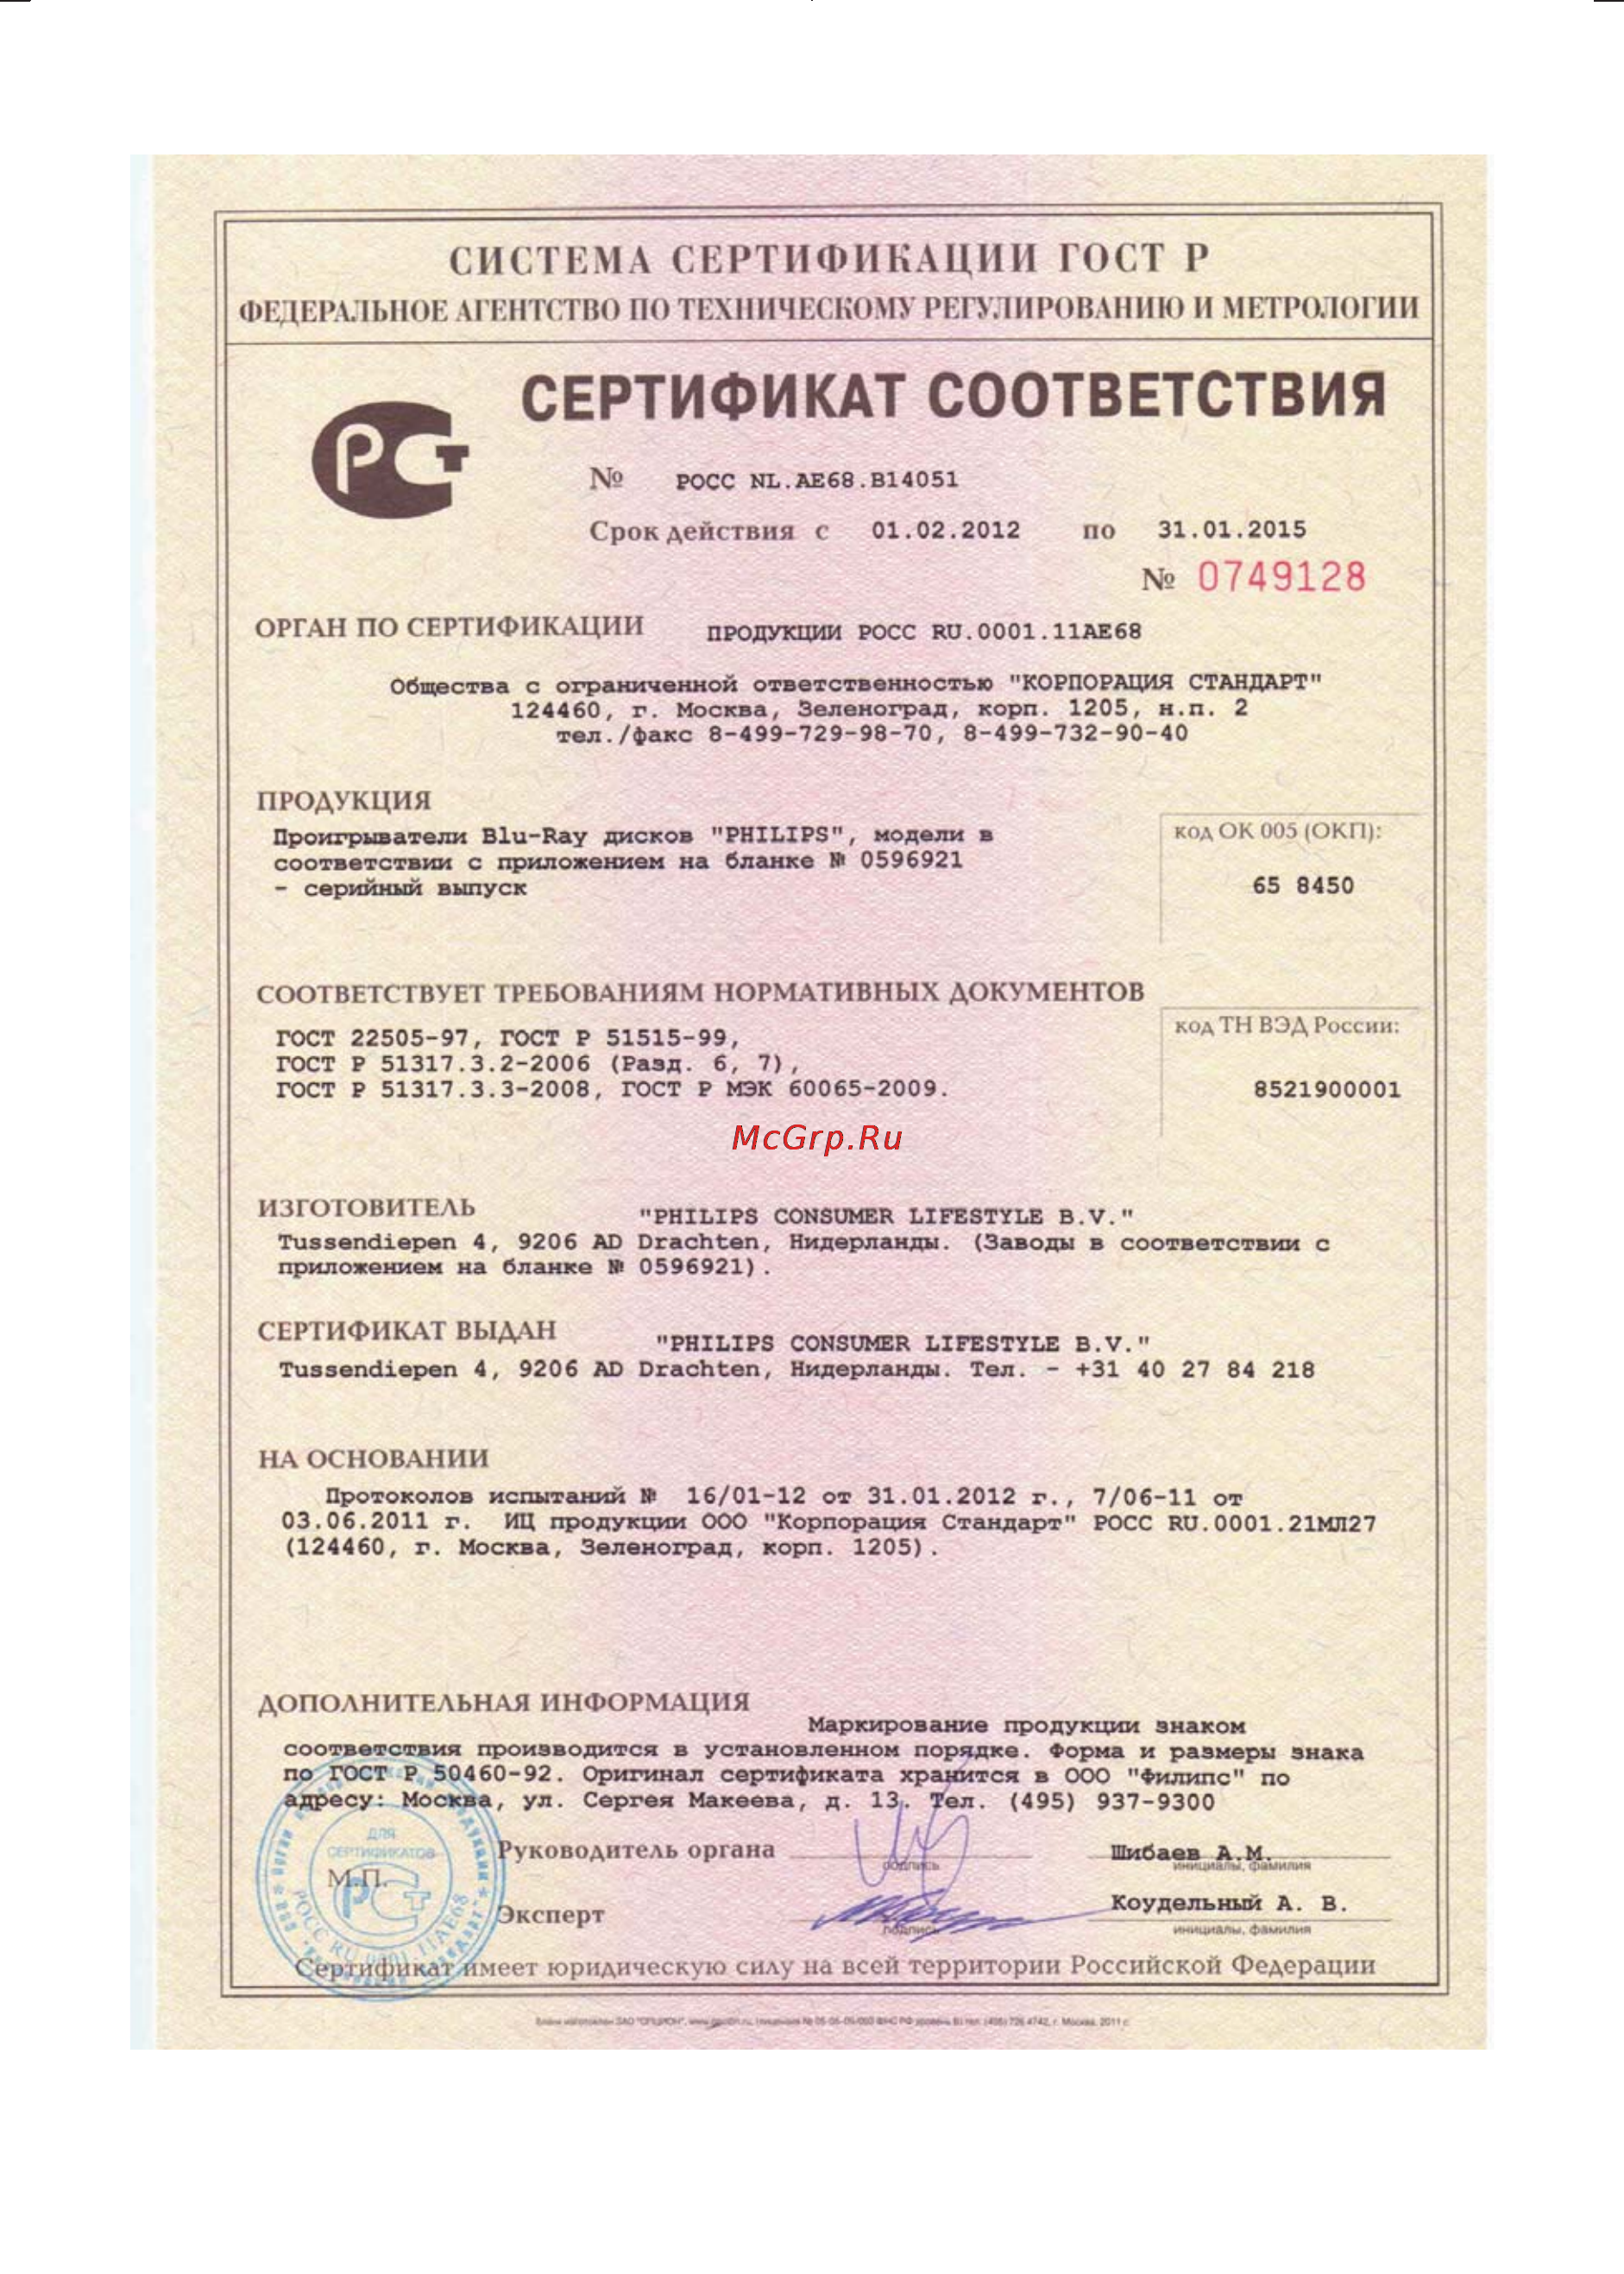 СИСТЕМА СЕРТИФИКАЦИИ ГОСТ Р
ФЕДЕРАЛЬНОЕ АГЕНТСТВО ПО ТЕХНИЧЕСКОМУ РЕГУЛИРОВАНИЮ И МЕТРОЛОГИИ
СЕРТИФИКАТ СООТВЕТСТВИЯ
№ РОСС NL.АЕ68.В14051
Срок действия с 01.02.2012 по 31.01.2015
№ 0749128
ОРГАН ПО СЕРТИФИКАЦИИ ПРОДУКЦИИ РОСС RU.0001.11АЕ68
Общества с ограниченной ответственностью "КОРПОРАЦИЯ СТАНДАРТ"
124460, г. Москва, Зеленоград, корп. 1205, н.п. 2
тел./факс 8-499-729-98-70, 8-499-732-90-40
ПРОДУКЦИЯ
Проигрыватели Blu-Ray дисков "PHILIPS", модели в
соответствии с приложением на бланке № 0596921
- серийный выпуск
код ОК 005 (ОКП):
65 8450
СООТВЕТСТВУЕТ ТРЕБОВАНИЯМ НОРМАТИВНЫХ ДОКУМЕНТОВ
ГОСТ 22505-97, ГОСТ Р 51515-99,
ГОСТ Р 51317.3.2-2006 (Разд. 6, 7),
ГОСТ Р 51317.3.3-2008, ГОСТ Р МЭК 60065-2009.
код ТН ВЭД России:
8521900001
McGrp.Ru
ИЗГОТОВИТЕЛЬ "PHILIPS CONSUMER LIFESTYLE B.V."
Tussendiepen 4, 9206 AD Drachten, Нидерланды. (Заводы в соответствии с
приложением на бланке № 0596921).
СЕРТИФИКАТ ВЫДАН "PHILIPS CONSUMER LIFESTYLE B.V."
Tussendiepen 4, 9206 AD Drachten, Нидерланды. Тел. - +31 40 27 84 218
НА ОСНОВАНИИ
Протоколов испытаний № 16/01-12 от 31.01.2012 г., 7/06-11 от
03.06.2011 г. ИЦ продукции ООО "Корпорация Стандарт" РОСС RU.0001.21МЛ27
(124460, г. Москва, Зеленоград, корп. 1205).
ДОПОЛНИТЕЛЬНАЯ ИНФОРМАЦИЯ
Маркирование продукции знаком
соответствия производится в установленном порядке. Форма и размеры знака
по ГОСТ Р 50460-92. Оригинал сертификата хранится в ООО "Филипс" по
адресу: Москва, ул. Сергея Макеева, д. 13. Тел. (495) 937-9300
ДЛЯ
СЕРТИФИКАТОВ
М.П.
РОСС RU.0001.11АЕ68
Руководитель органа
подпись
Шибаев А.М.
инициалы, фамилия
Эксперт
подпись
Коудельный А. В.
инициалы, фамилия
Сертификат имеет юридическую силу на всей территории Российской Федерации